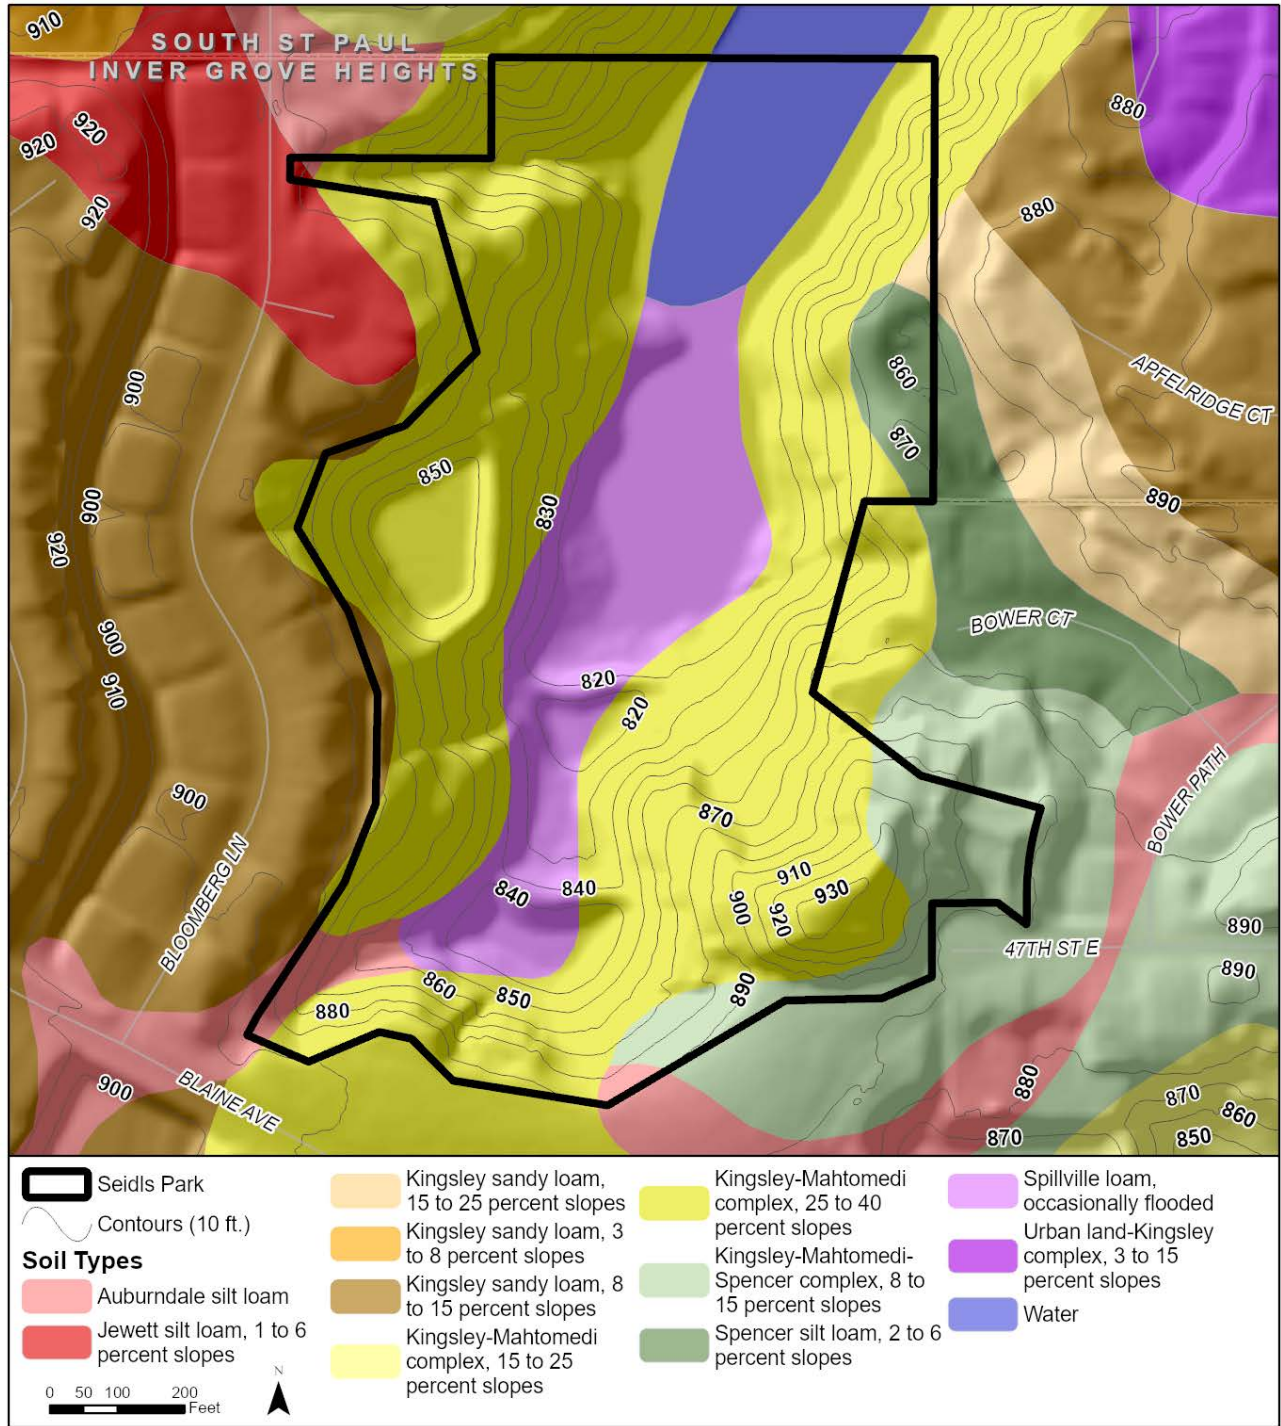 910
SOUTH ST PAUL
INVER GROVE HEIGHTS
920
920
880
920
880
860
APFELRIDGE CT
900
870
850
890
900
830
920
BOWER CT
900
820
910
820
BOWER PATH
900
870
910
930
900
920
BLOOMBERG LN
840
840
890
47TH ST E
890
860
850
890
880
900
BLAINE AVE
880
870
860
870
850
Seidls Park
Contours (10 ft.)
Soil Types
Auburndale silt loam
Jewett silt loam, 1 to 6
percent slopes
Kingsley sandy loam,
15 to 25 percent slopes
Kingsley sandy loam, 3
to 8 percent slopes
Kingsley sandy loam, 8
to 15 percent slopes
Kingsley-Mahtomedi
complex, 15 to 25
percent slopes
Kingsley-Mahtomedi
complex, 25 to 40
percent slopes
Kingsley-Mahtomedi-
Spencer complex, 8 to
15 percent slopes
Spencer silt loam, 2 to 6
percent slopes
Spillville loam,
occasionally flooded
Urban land-Kingsley
complex, 3 to 15
percent slopes
Water
N
0 50 100 200
Feet